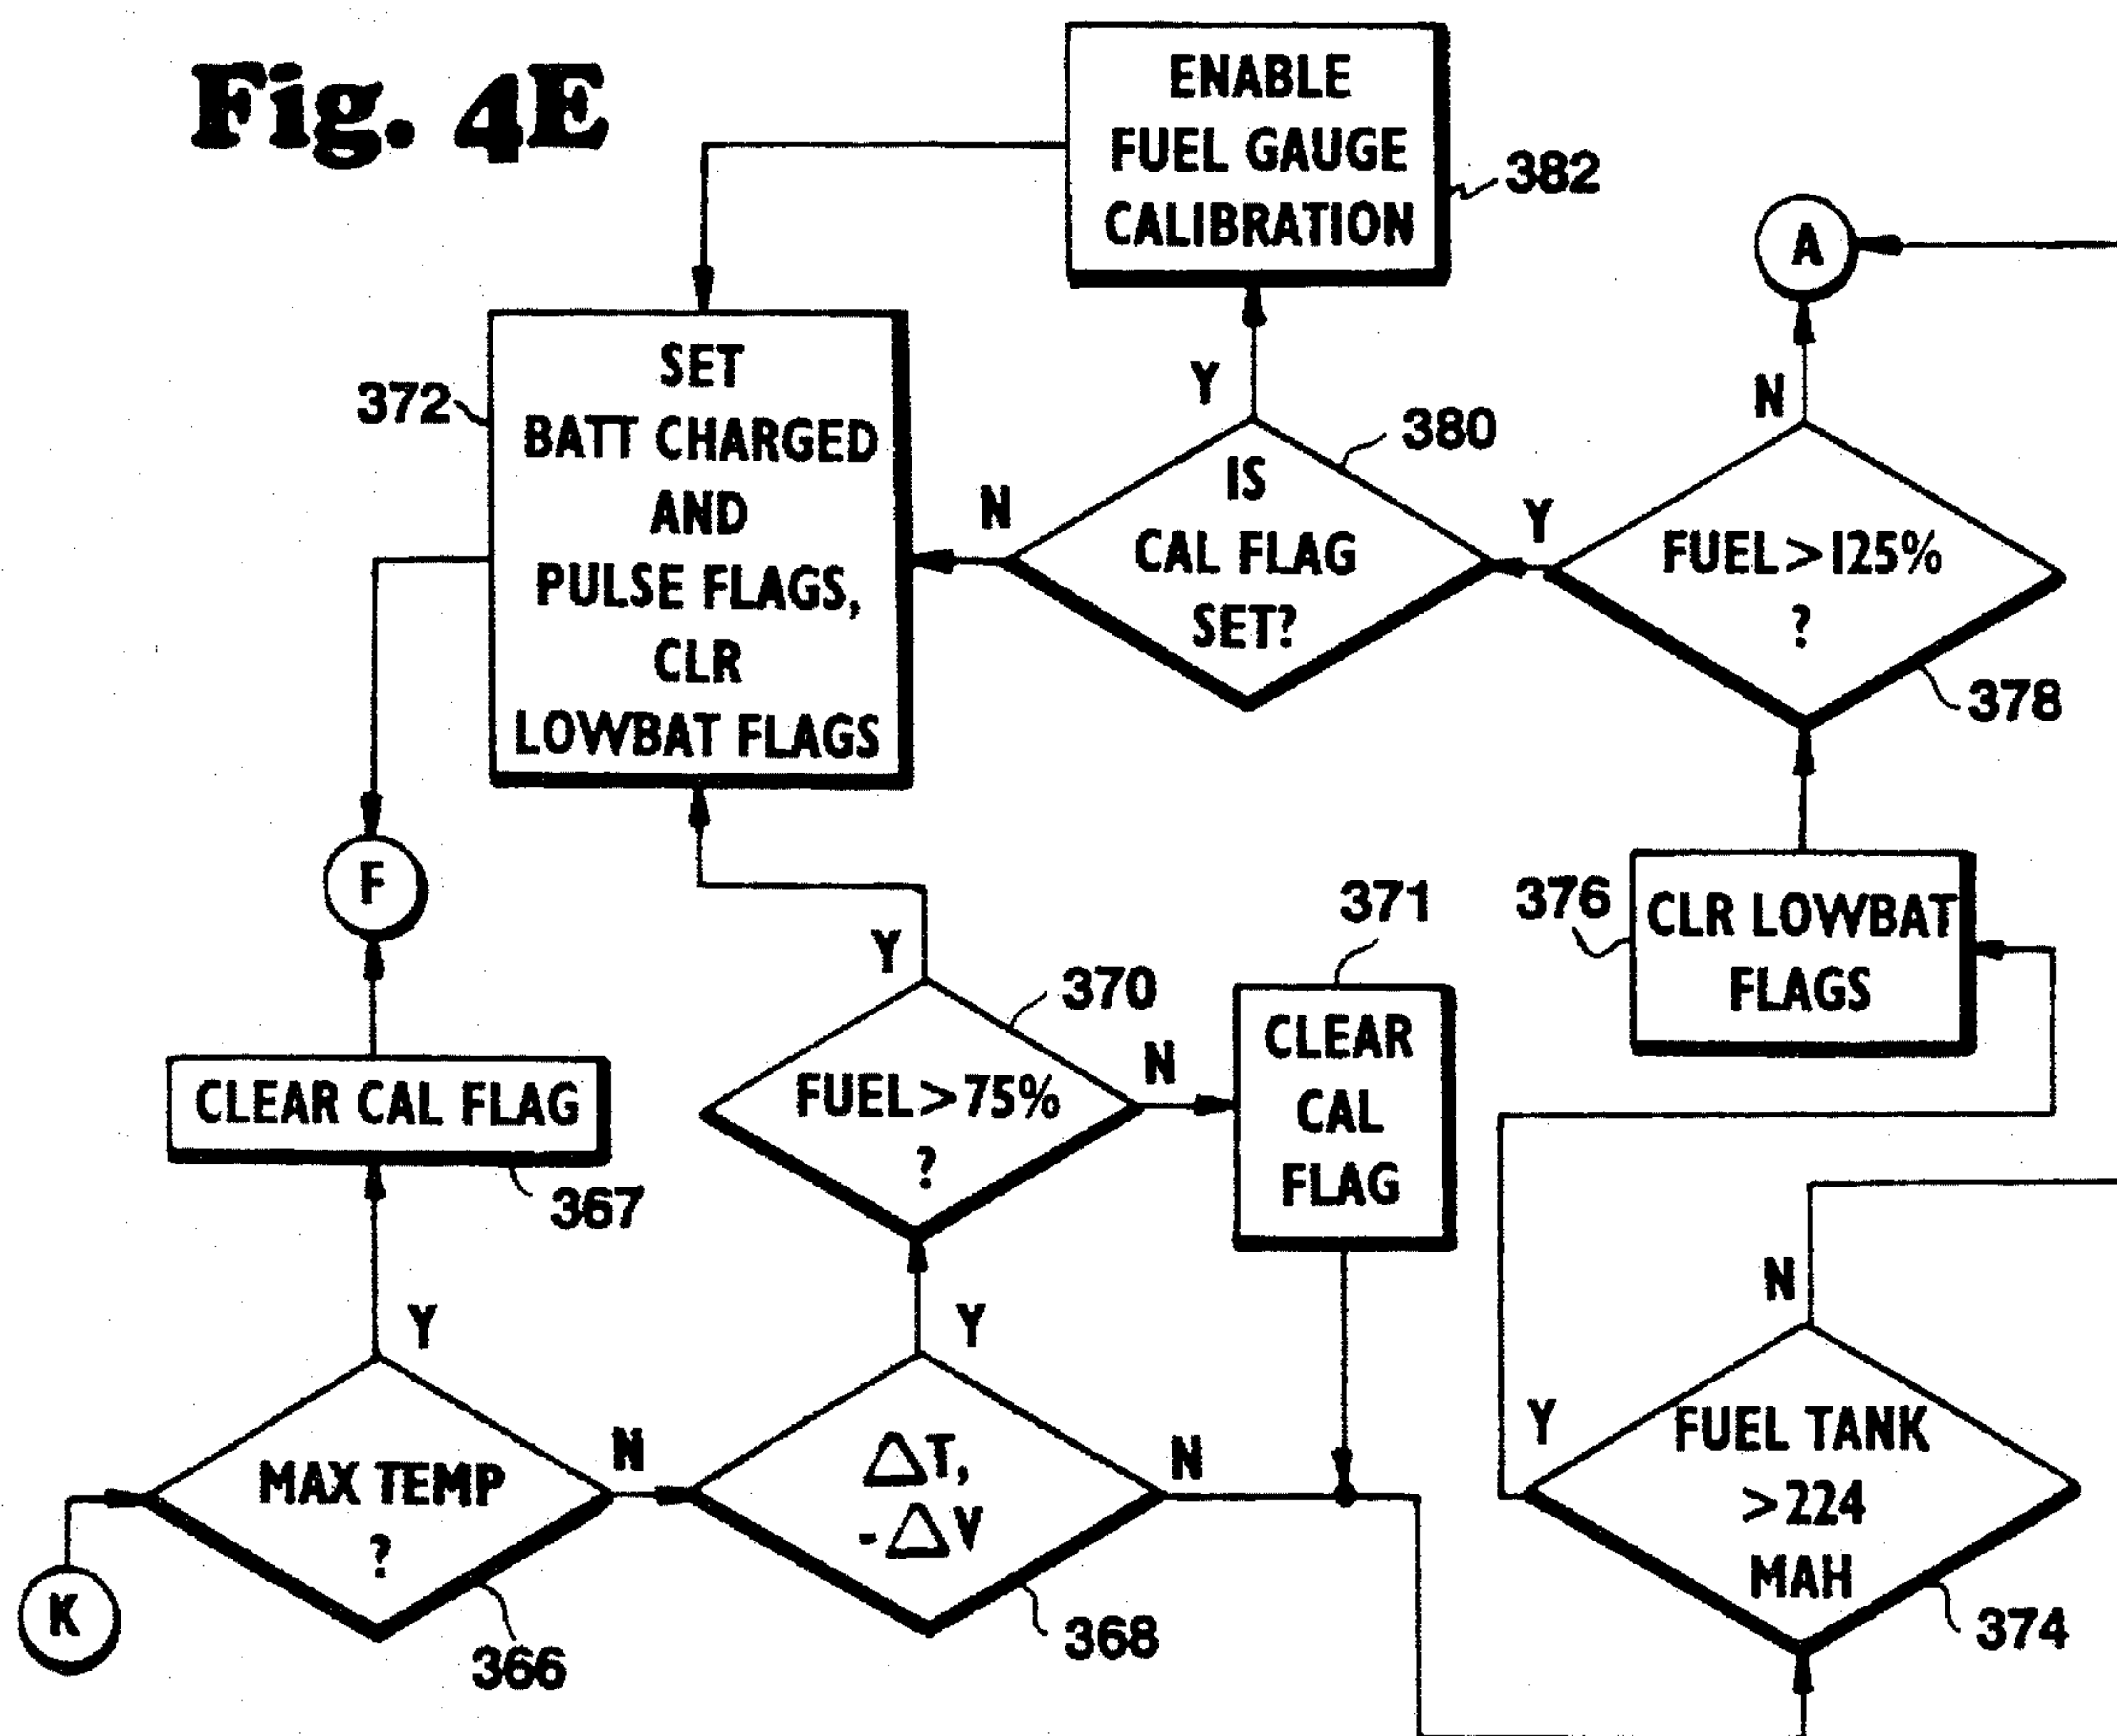 Fig. 4E
ENABLE
FUEL GAUGE
CALIBRATION
382
A
SET
BATT CHARGED
AND
PULSE FLAGS,
CLR
LOWBAT FLAGS
372
Y
N
IS
CAL FLAG
SET?
380
Y
N
FUEL > 125%
?
378
F
376
CLR LOWBAT
FLAGS
371
CLEAR
CAL
FLAG
Y
370
FUEL > 75%
?
N
CLEAR CAL FLAG
367
Y
Y
N
MAX TEMP
?
366
N
ΔT,
-ΔV
368
N
Y
FUEL TANK
>224
MAH
374
K